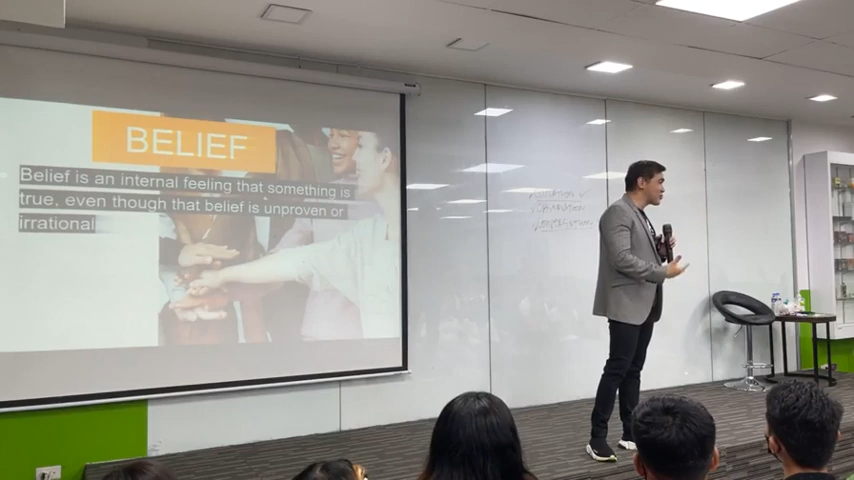 BELIEF
Belief is an internal feeling that something is
true, even though that belief is unproven or
irrational